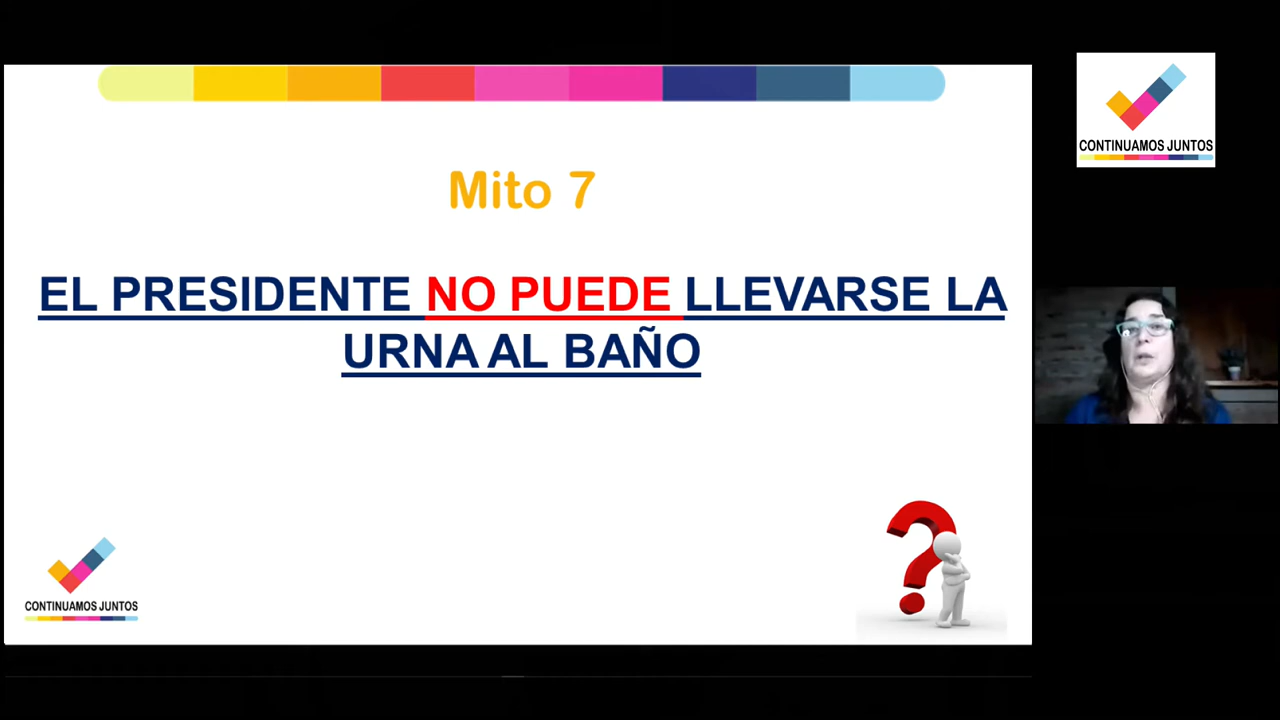 Mito 7
EL PRESIDENTE NO PUEDE LLEVARSE LA
URNA AL BAÑO
CONTINUAMOS JUNTOS
CONTINUAMOS JUNTOS